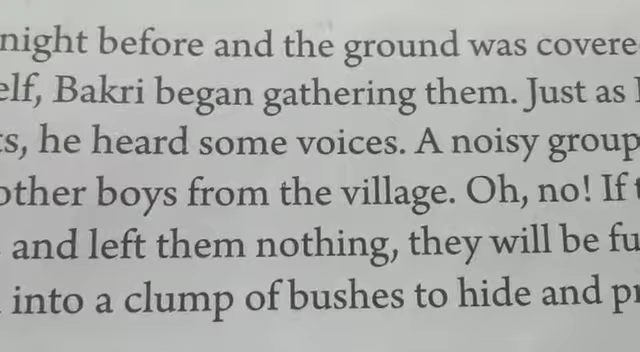 night before and the ground was covere
elf, Bakri began gathering them. Just as
s, he heard some voices. A noisy group
other boys from the village. Oh, no! If
and left them nothing, they will be fu
into a clump of bushes to hide and pr